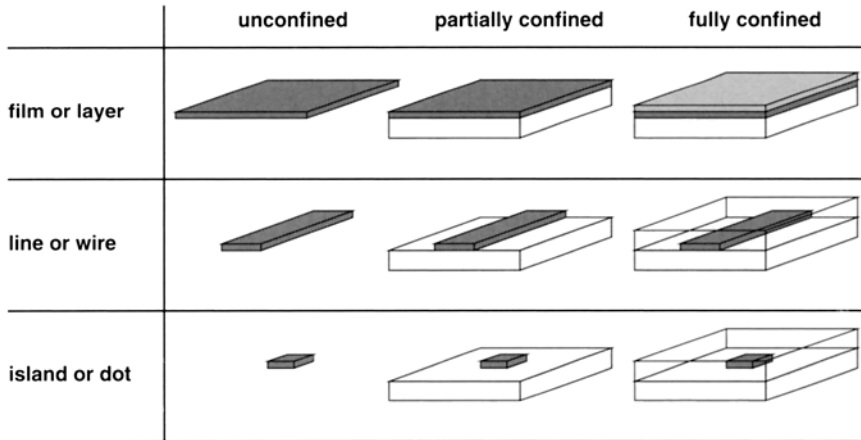 unconfined partially confined fully confined
film or layer
line or wire
island or dot